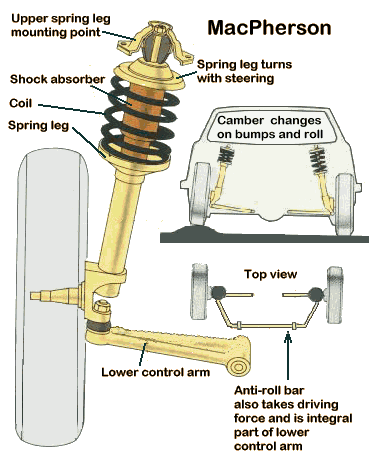 Upper spring leg
mounting point
MacPherson
Spring leg turns
with steering
Shock absorber
Coil
Spring leg
Camber changes
on bumps and roll
Top view
Lower control arm
Anti-roll bar
also takes driving
force and is integral
part of lower
control arm